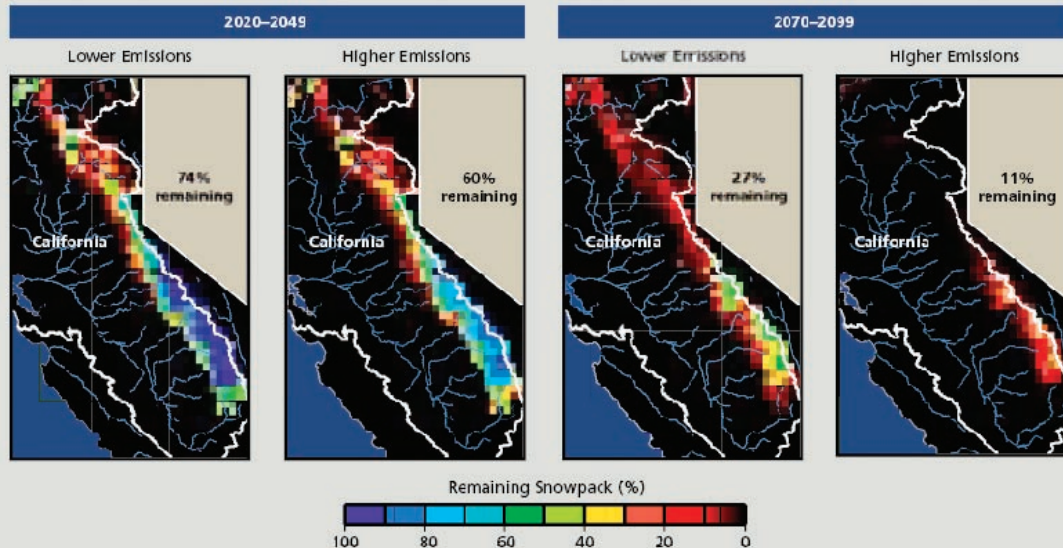 2020–2049
2070–2099
Lower Emissions
Higher Emissions
Lower Emissions
Higher Emissions
74%
remaining
California
60%
remaining
California
27%
remaining
California
11%
remaining
California
Remaining Snowpack (%)
100 80 60 40 20 0